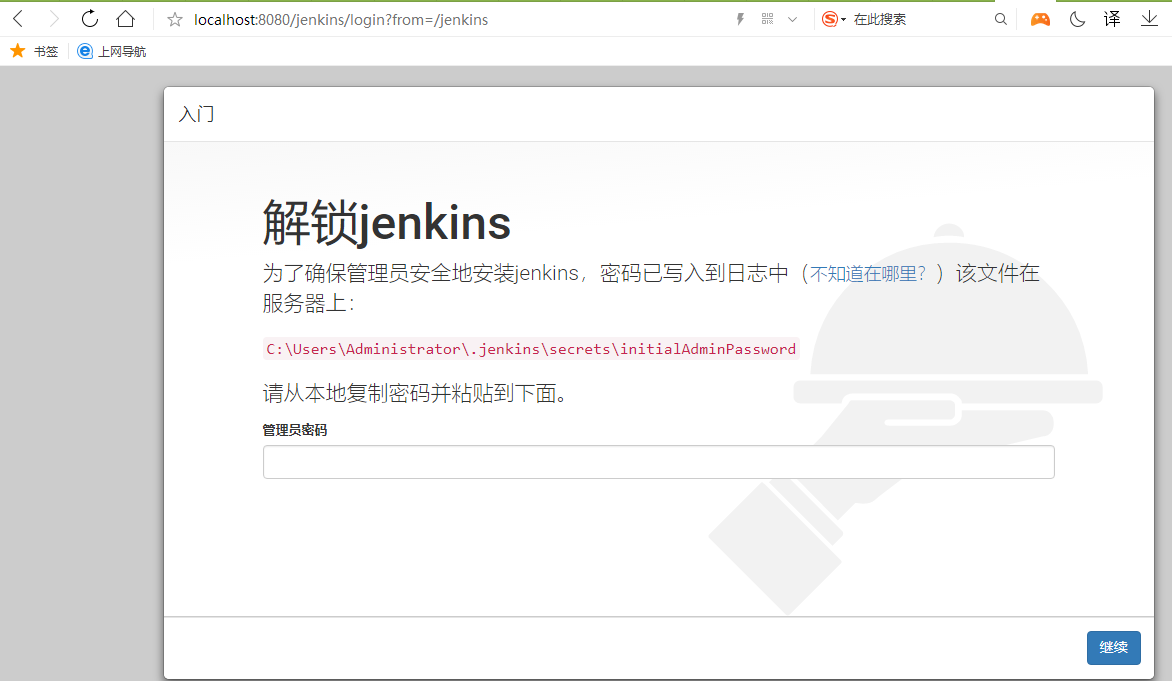 localhost:8080/jenkins/login?from=/jenkins
在此搜索
译
书签
上网导航
入门
解锁jenkins
为了确保管理员安全地安装jenkins，密码已写入到日志中（不知道在哪里？）该文件在
服务器上：
C:\Users\Administrator\.jenkins\secrets\initialAdminPassword
请从本地复制密码并粘贴到下面。
管理员密码
继续